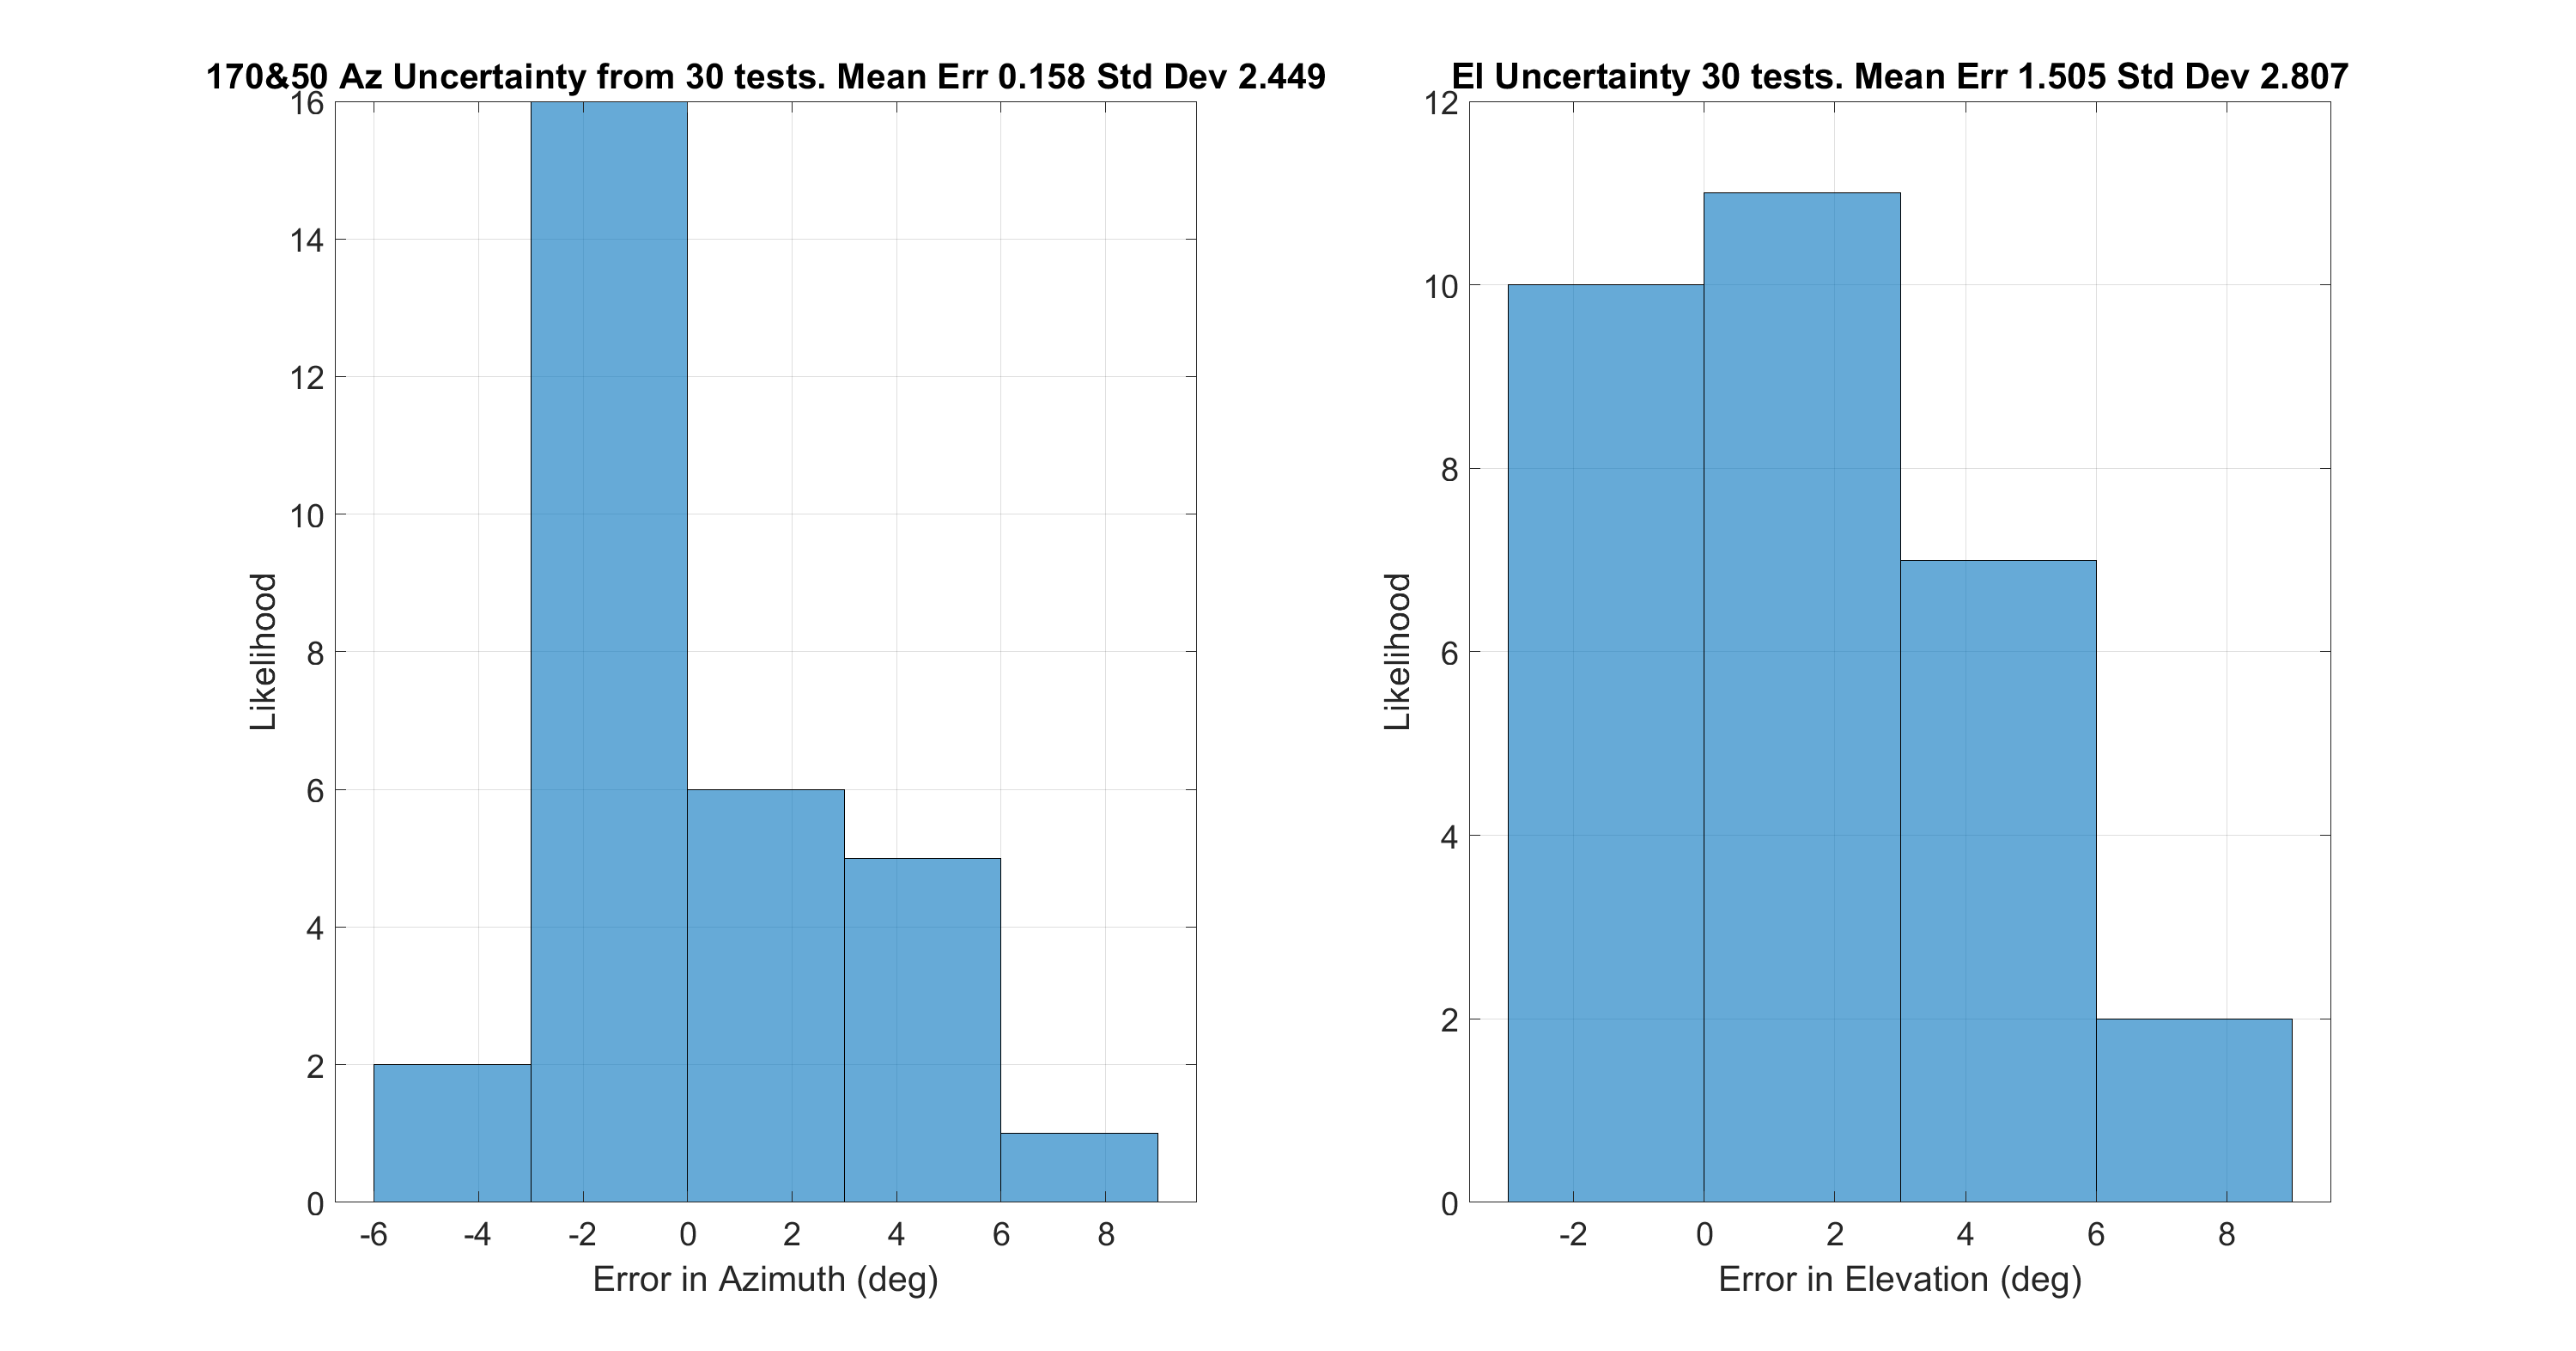 170&50 Az Uncertainty from 30 tests. Mean Err 0.158 Std Dev 2.449
16
14
12
10
8
6
4
2
0
Likelihood
-6 -4 -2 0 2 4 6 8
Error in Azimuth (deg)
El Uncertainty 30 tests. Mean Err 1.505 Std Dev 2.807
12
10
8
6
4
2
0
Likelihood
-2 0 2 4 6 8
Error in Elevation (deg)